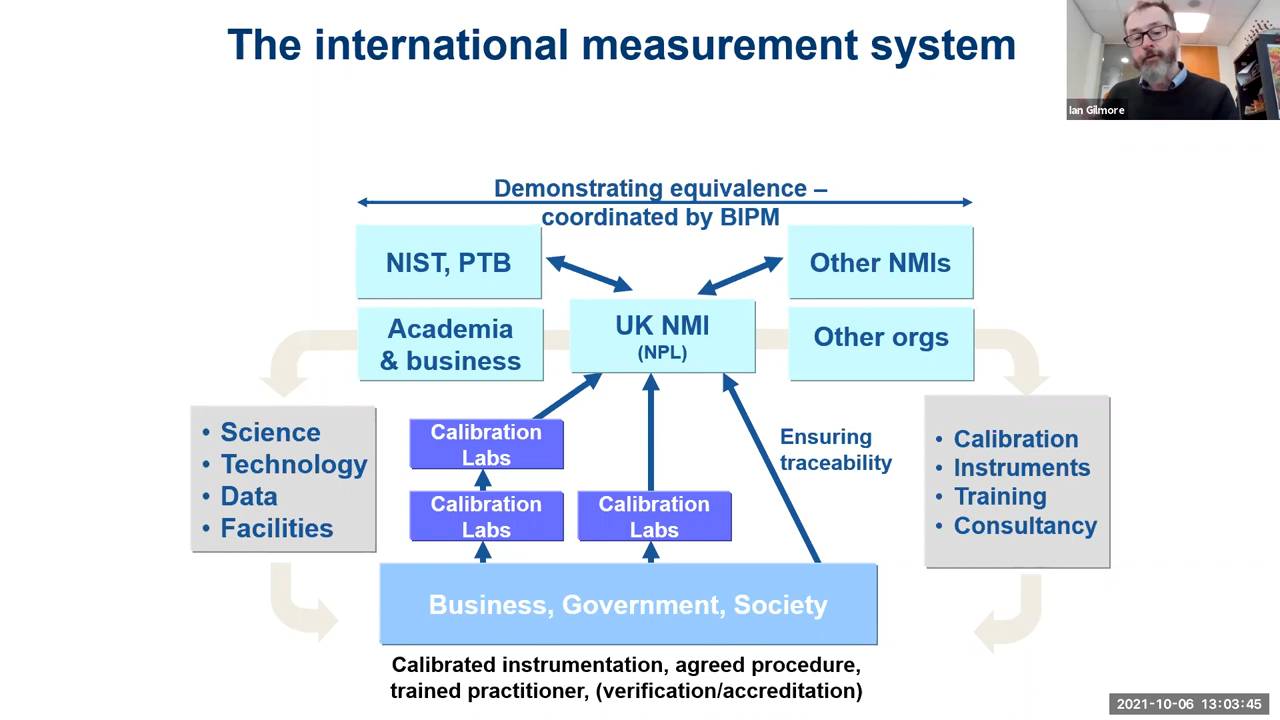 The international measurement system
Ian Gilmore
Demonstrating equivalence –
coordinated by BIPM
NIST, PTB
Other NMIs
UK NMI
(NPL)
Academia
& business
Other orgs
• Science
• Technology
• Data
• Facilities
Calibration
Labs
Calibration
Labs
Calibration
Labs
Ensuring
traceability
• Calibration
• Instruments
• Training
• Consultancy
Business, Government, Society
Calibrated instrumentation, agreed procedure,
trained practitioner, (verification/accreditation)
2021-10-06 13:03:45